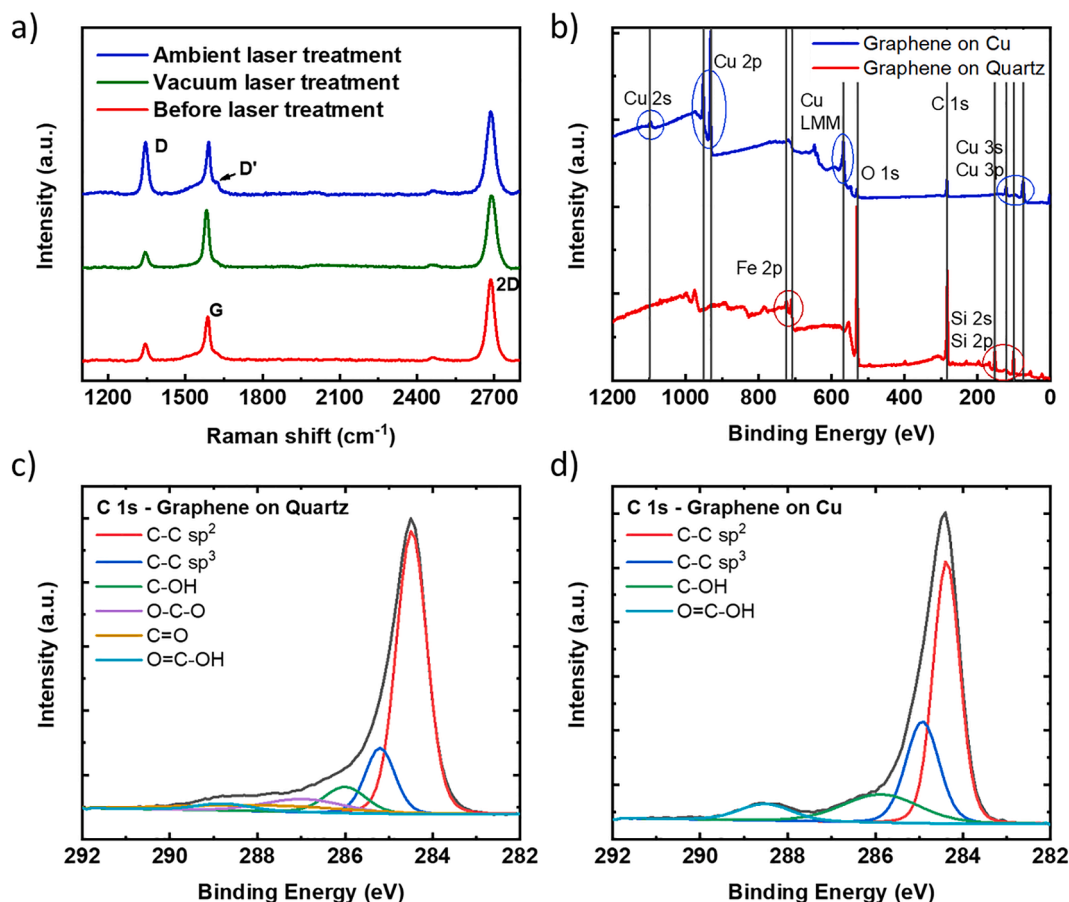 a)
Ambient laser treatment
Vacuum laser treatment
Before laser treatment
D
D'
G
2D
Intensity (a.u.)
1200 1500 1800 2100 2400 2700
Raman shift (cm⁻¹)
b)
Graphene on Cu
Graphene on Quartz
Cu 2s
Cu 2p
Cu
LMM
O 1s
C 1s
Cu 3s
Cu 3p
Fe 2p
Si 2s
Si 2p
Intensity (a.u.)
1200 1000 800 600 400 200 0
Binding Energy (eV)
c)
C 1s - Graphene on Quartz
C-C sp²
C-C sp³
C-OH
O-C-O
C=O
O=C-OH
Intensity (a.u.)
292 290 288 286 284 282
Binding Energy (eV)
d)
C 1s - Graphene on Cu
C-C sp²
C-C sp³
C-OH
O=C-OH
Intensity (a.u.)
292 290 288 286 284 282
Binding Energy (eV)